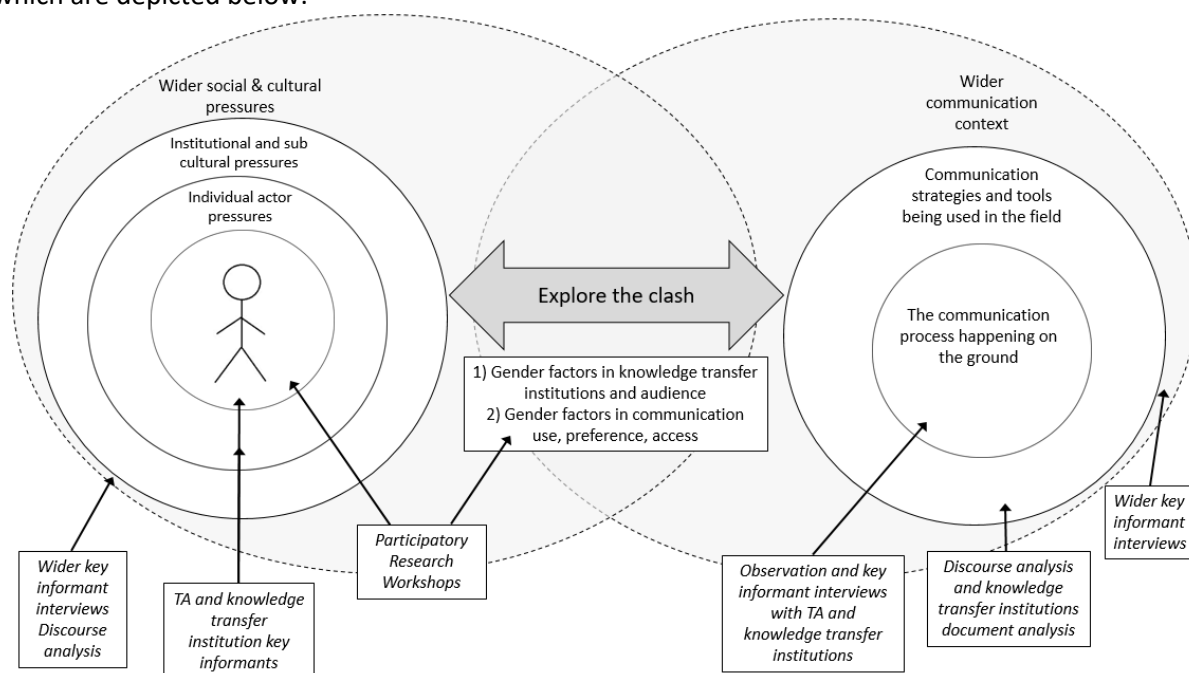 which are depicted below:
Wider social & cultural
pressures
Institutional and sub
cultural pressures
Individual actor
pressures
Explore the clash
1) Gender factors in knowledge transfer
institutions and audience
2) Gender factors in communication
use, preference, access
Wider
communication
context
Communication
strategies and tools
being used in the field
The communication
process happening on
the ground
Wider key
informant
interviews
Discourse
analysis
TA and knowledge
transfer
institution key
informants
Participatory
Research
Workshops
Observation and key
informant interviews
with TA and
knowledge transfer
institutions
Discourse analysis
and knowledge
transfer institutions
document analysis
Wider key
informant
interviews